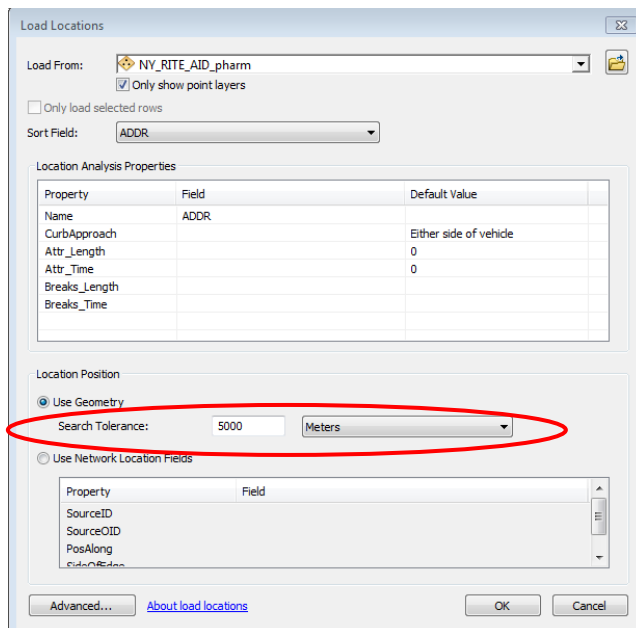 Load Locations
Load From: NY_RITE_AID_pharm
Only show point layers
Only load selected rows
Sort Field: ADDR
Location Analysis Properties
Property Field Default Value
Name ADDR
CurbApproach Either side of vehicle
Attr_Length 0
Attr_Time 0
Breaks_Length
Breaks_Time
Location Position
Use Geometry
Search Tolerance: 5000 Meters
Use Network Location Fields
Property Field
SourceID
SourceOID
PosAlong
SideOfEdge
Advanced... About load locations OK Cancel